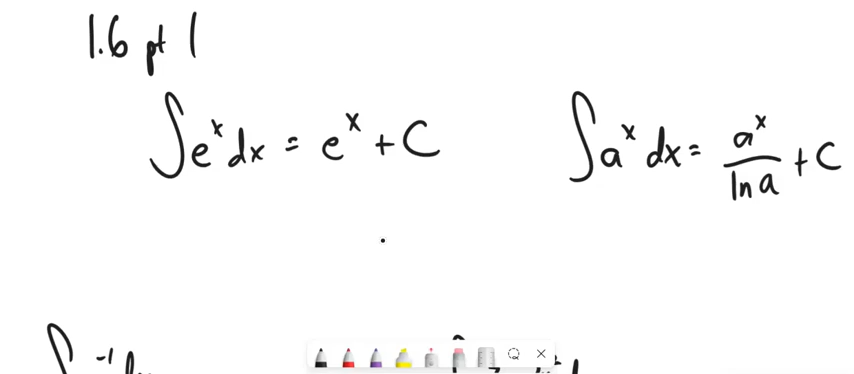 1.6 pt 1
∫e^x dx = e^x + C
∫a^x dx = a^x / ln a + C